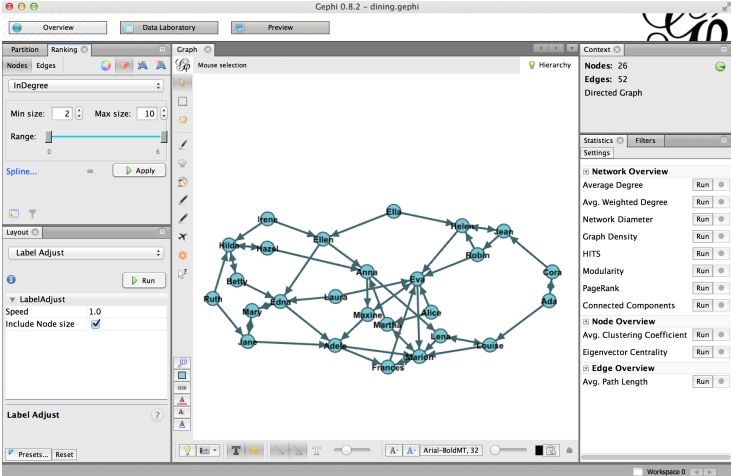 Gephi 0.8.2 – dining.gephi
Overview
Data Laboratory
Preview
Partition
Ranking
Nodes
Edges
InDegree
Min size:
2
Max size:
10
Range:
0
6
Spline...
Apply
Layout
Label Adjust
Run
LabelAdjust
Speed
1.0
Include Node size
Label Adjust
Presets...
Reset
Graph
Mouse selection
Hierarchy
Ella
Irene
Helen
Jean
Ellen
Hilda
Hazel
Robin
Anna
Eva
Cora
Betty
Ruth
Laura
Ada
Edna
Mary
Maxine
Alice
Martha
Lena
Jane
Adele
Louise
Marion
Frances
SIZE
A
A
A
T
T
A-
A-
Arial-BoldMT, 32
Context
Nodes: 26
Edges: 52
Directed Graph
Statistics
Filters
Settings
Network Overview
Average Degree
Run
Avg. Weighted Degree
Run
Network Diameter
Run
Graph Density
Run
HITS
Run
Modularity
Run
PageRank
Run
Connected Components
Run
Node Overview
Avg. Clustering Coefficient
Run
Eigenvector Centrality
Run
Edge Overview
Avg. Path Length
Run
Workspace 0